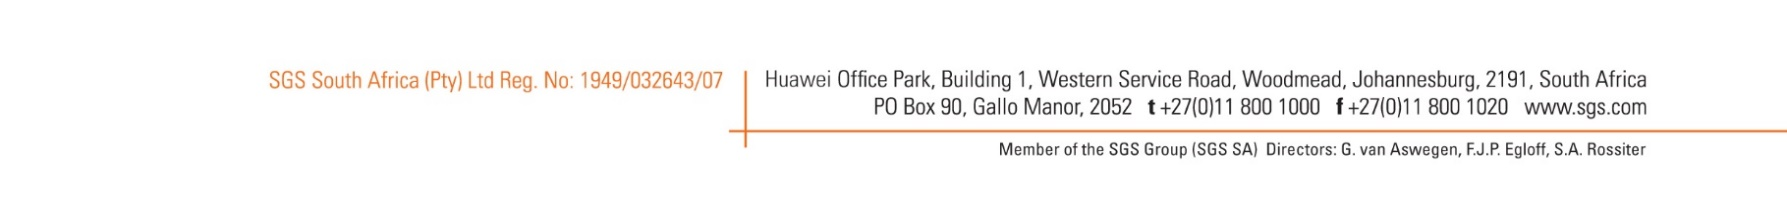 SGS South Africa (Pty) Ltd Reg. No: 1949/032643/07
Huawei Office Park, Building 1, Western Service Road, Woodmead, Johannesburg, 2191, South Africa
PO Box 90, Gallo Manor, 2052 t +27(0)11 800 1000 f +27(0)11 800 1020 www.sgs.com
Member of the SGS Group (SGS SA) Directors: G. van Aswegen, F.J.P. Egloff, S.A. Rossiter